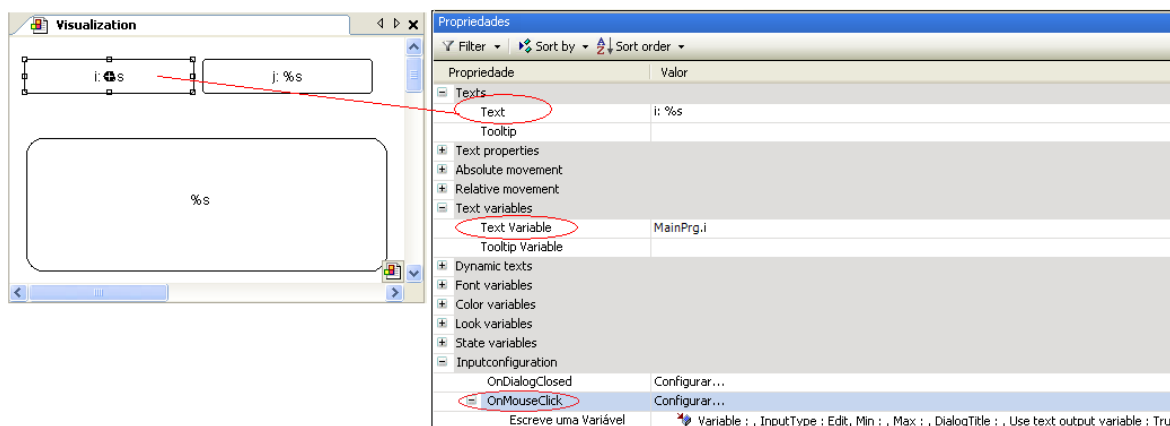 Visualization
i: %s
j: %s
%s
Propriedades
Filter Sort by Sort order
Propriedade Valor
Texts
Text i: %s
Tooltip
Text properties
Absolute movement
Relative movement
Text variables
Text Variable MainPrg.i
Tooltip Variable
Dynamic texts
Font variables
Color variables
Look variables
State variables
Inputconfiguration
OnDialogClosed Configurar...
OnMouseClick Configurar...
Escreve uma Variável Variable : , InputType : Edit, Min : , Max : , DialogTitle : , Use text output variable : Tru